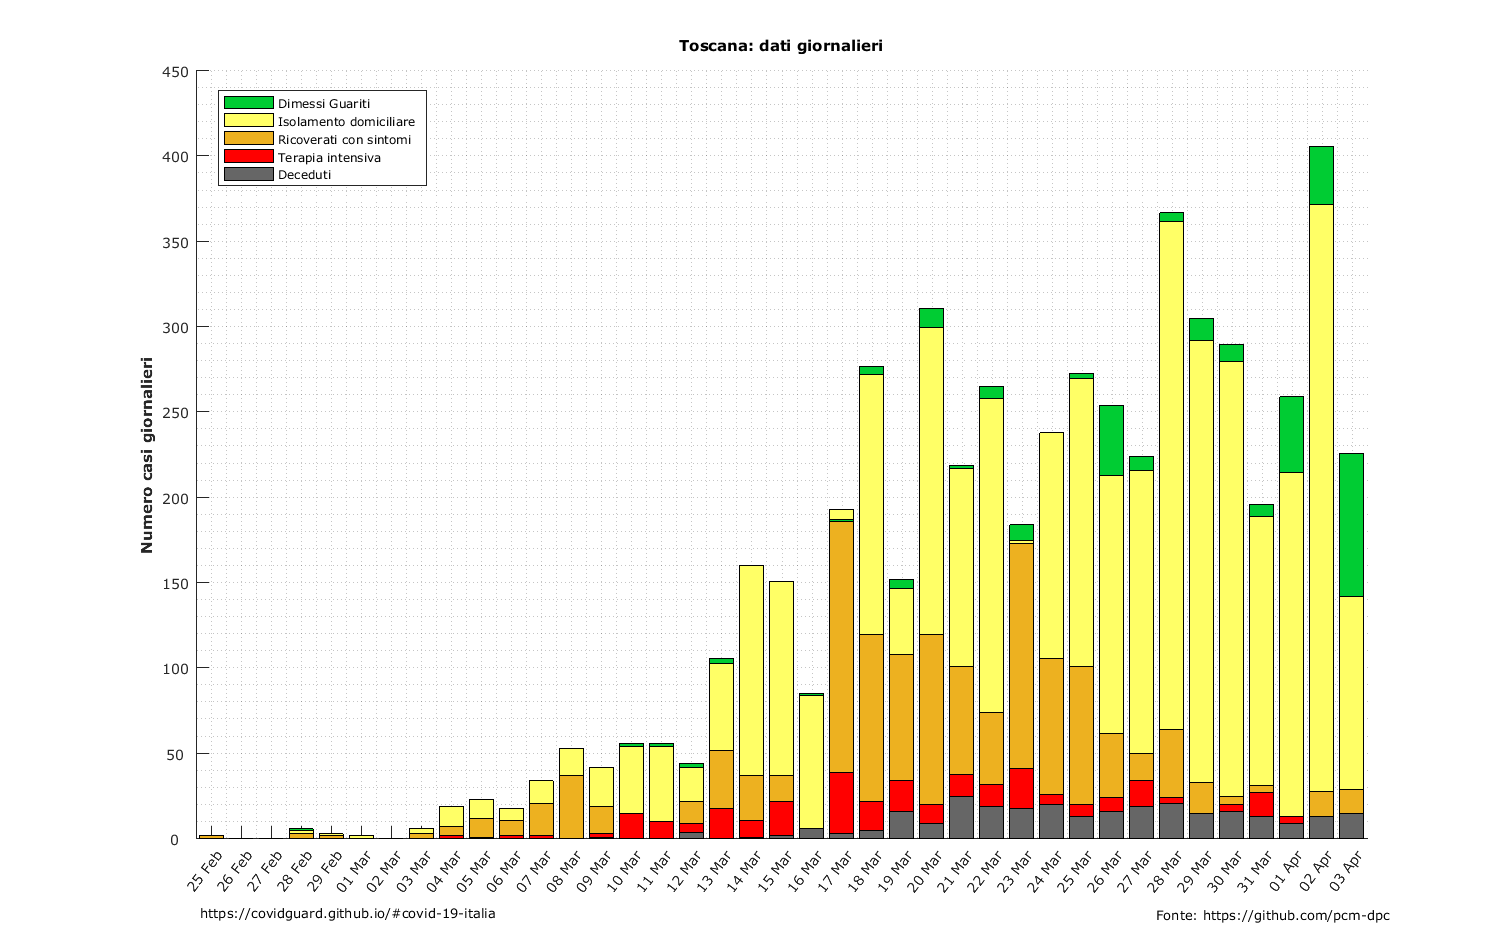 Toscana: dati giornalieri
450
400
350
300
250
200
150
100
50
0
Numero casi giornalieri
Dimessi Guariti
Isolamento domiciliare
Ricoverati con sintomi
Terapia intensiva
Deceduti
25 Feb
26 Feb
27 Feb
28 Feb
29 Feb
01 Mar
02 Mar
03 Mar
04 Mar
05 Mar
06 Mar
07 Mar
08 Mar
09 Mar
10 Mar
11 Mar
12 Mar
13 Mar
14 Mar
15 Mar
16 Mar
17 Mar
18 Mar
19 Mar
20 Mar
21 Mar
22 Mar
23 Mar
24 Mar
25 Mar
26 Mar
27 Mar
28 Mar
29 Mar
30 Mar
31 Mar
01 Apr
02 Apr
03 Apr
https://covidguard.github.io/#covid-19-italia
Fonte: https://github.com/pcm-dpc